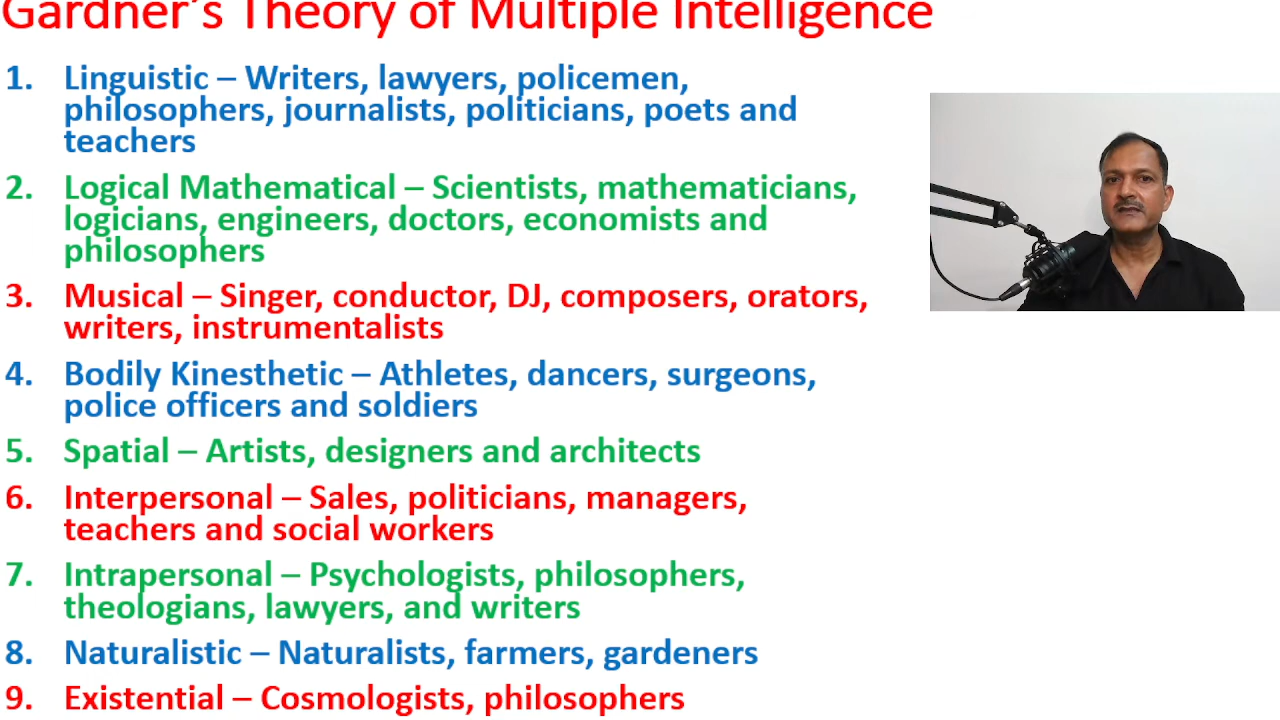 Gardner's Theory of Multiple Intelligence
1. Linguistic – Writers, lawyers, policemen,
philosophers, journalists, politicians, poets and
teachers
2. Logical Mathematical – Scientists, mathematicians,
logicians, engineers, doctors, economists and
philosophers
3. Musical – Singer, conductor, DJ, composers, orators,
writers, instrumentalists
4. Bodily Kinesthetic – Athletes, dancers, surgeons,
police officers and soldiers
5. Spatial – Artists, designers and architects
6. Interpersonal – Sales, politicians, managers,
teachers and social workers
7. Intrapersonal – Psychologists, philosophers,
theologians, lawyers, and writers
8. Naturalistic – Naturalists, farmers, gardeners
9. Existential – Cosmologists, philosophers